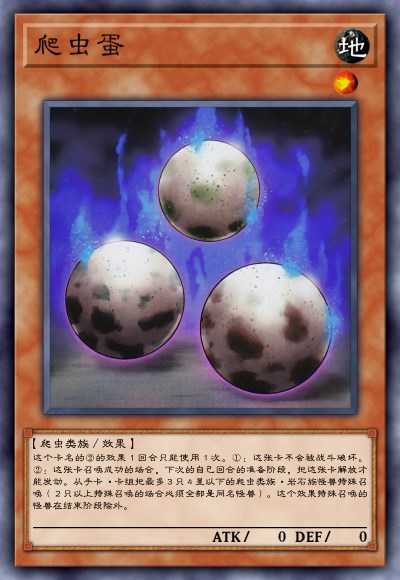 爬虫蛋
地
【爬虫类族／效果】
这个卡名的②的效果1回合只能使用1次。①：这张卡不会被战斗破坏。
②：这张卡召唤成功的场合，下次的自己回合的准备阶段，把这张卡解放才
能发动。从手卡·卡组把最多3只4星以下的爬虫类族·岩石族怪兽特殊召
唤（2只以上特殊召唤的场合必须全部是同名怪兽）。这个效果特殊召唤的
怪兽在结束阶段除外。
ATK/ 0 DEF/ 0